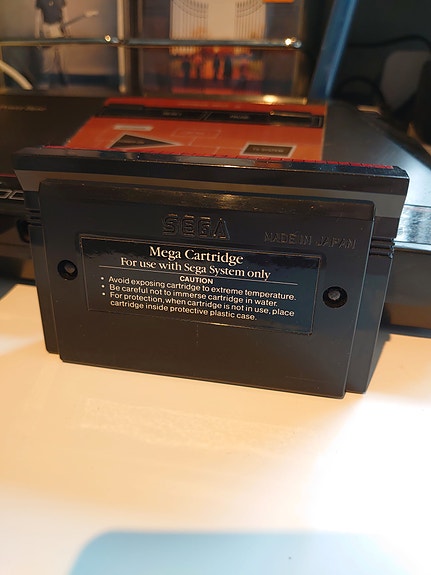 SEGA
MADE IN JAPAN
Mega Cartridge
For use with Sega System only
CAUTION
• Avoid exposing cartridge to extreme temperature.
• Be careful not to immerse cartridge in water.
• For protection, when cartridge is not in use, place
cartridge inside protective plastic case.